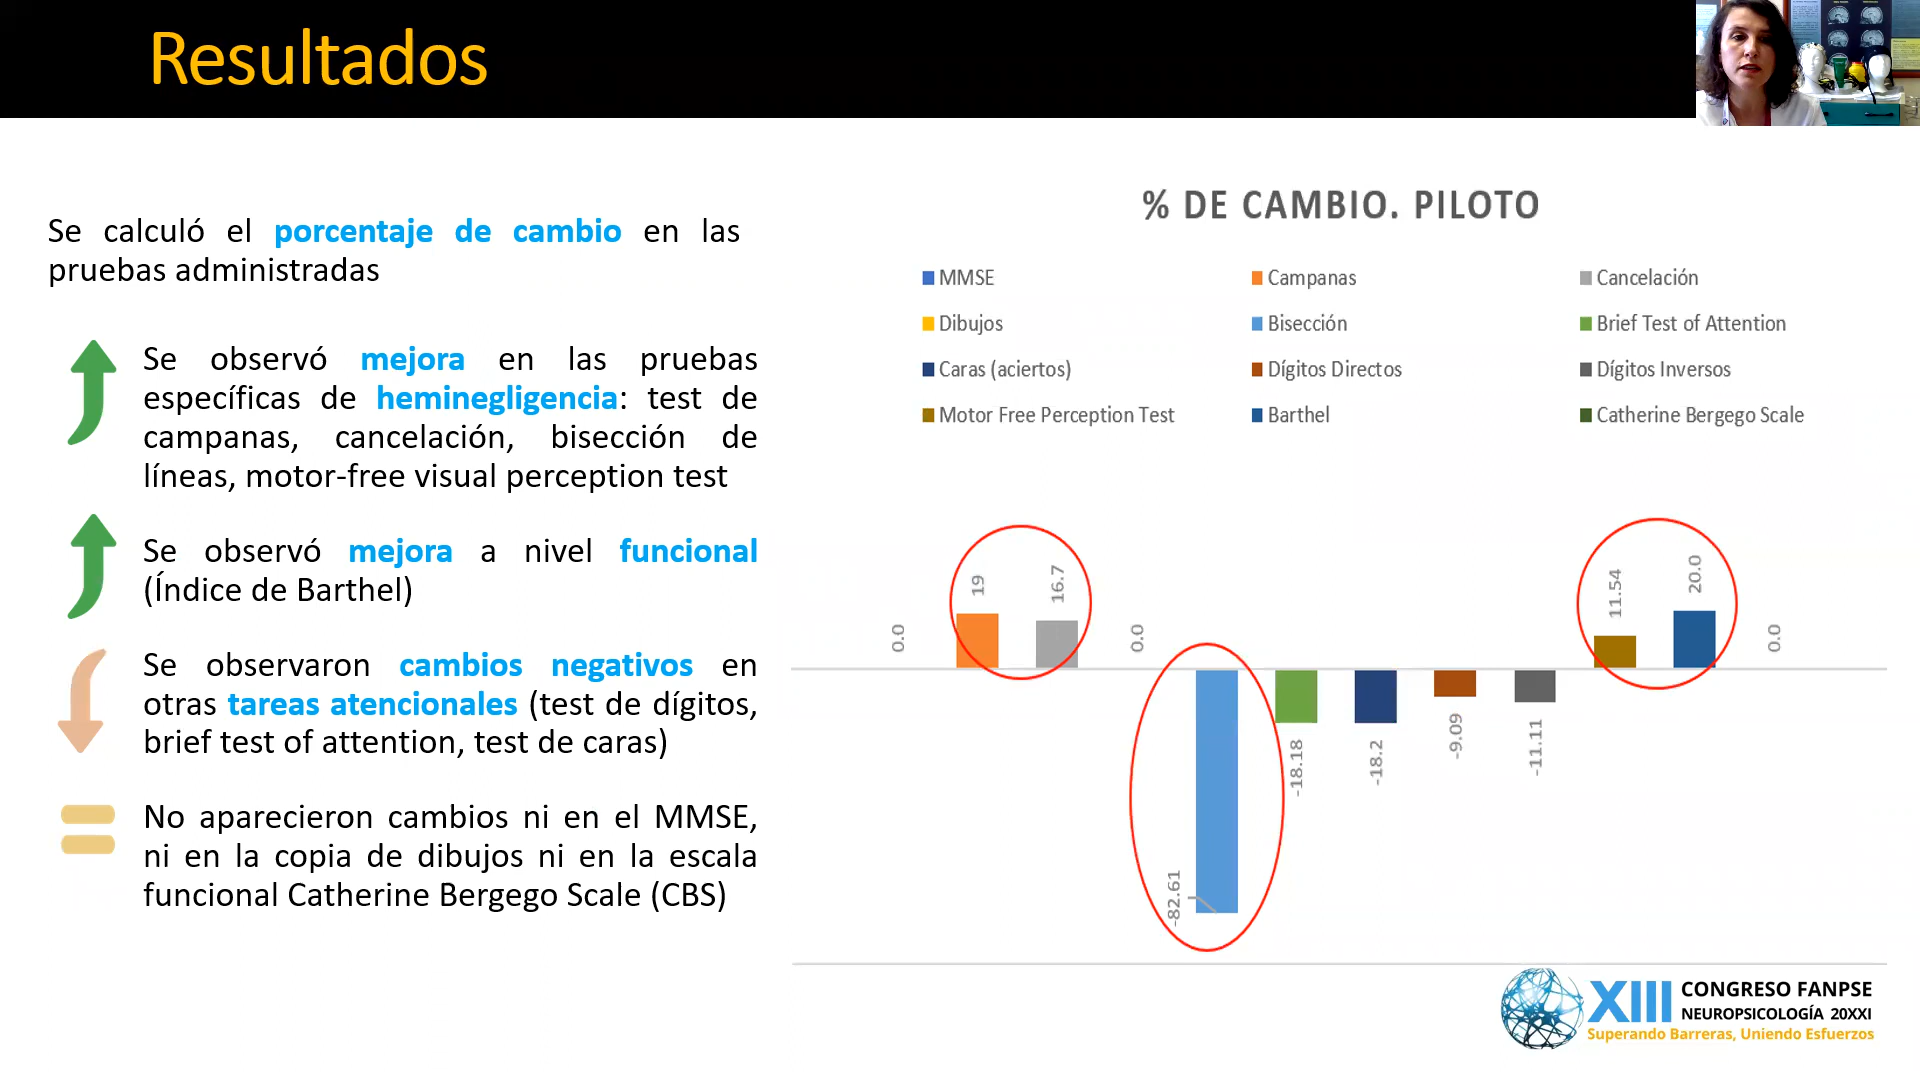 Resultados
Se calculó el porcentaje de cambio en las
pruebas administradas
Se observó mejora en las pruebas
específicas de heminegligencia: test de
campanas, cancelación, bisección de
líneas, motor-free visual perception test
Se observó mejora a nivel funcional
(Índice de Barthel)
Se observaron cambios negativos en
otras tareas atencionales (test de dígitos,
brief test of attention, test de caras)
No aparecieron cambios ni en el MMSE,
ni en la copia de dibujos ni en la escala
funcional Catherine Bergego Scale (CBS)
% DE CAMBIO. PILOTO
MMSE
Campanas
Cancelación
Dibujos
Bisección
Brief Test of Attention
Caras (aciertos)
Dígitos Directos
Dígitos Inversos
Motor Free Perception Test
Barthel
Catherine Bergego Scale
0.0
19
16.7
0.0
-82.61
-18.18
-18.2
-9.09
-11.11
11.54
20.0
0.0
XIII CONGRESO FANPSE
NEUROPSICOLOGÍA 20XXI
Superando Barreras, Uniendo Esfuerzos